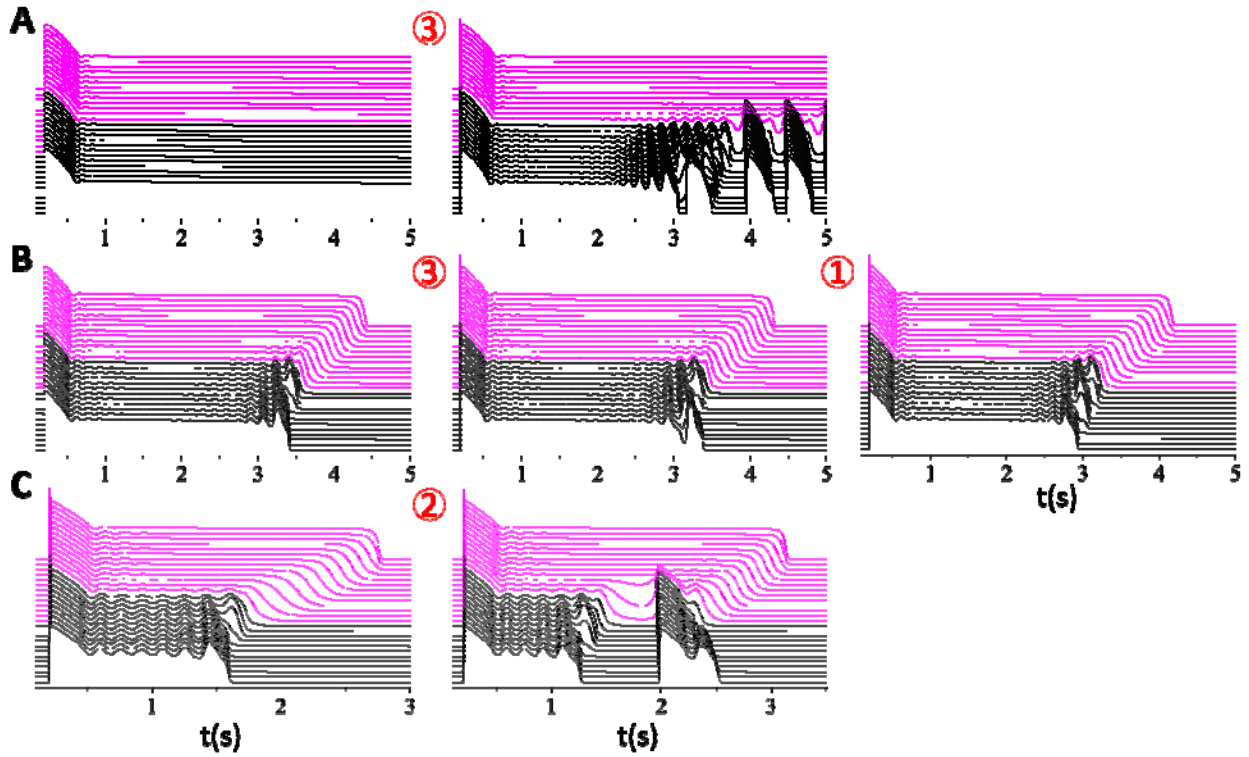 A ③
1 2 3 4 5 1 2 3 4 5
B ③ ①
1 2 3 4 5 1 2 3 4 5 1 2 3 4 5
t(s)
C ②
1 2 3 1 2 3
t(s) t(s)